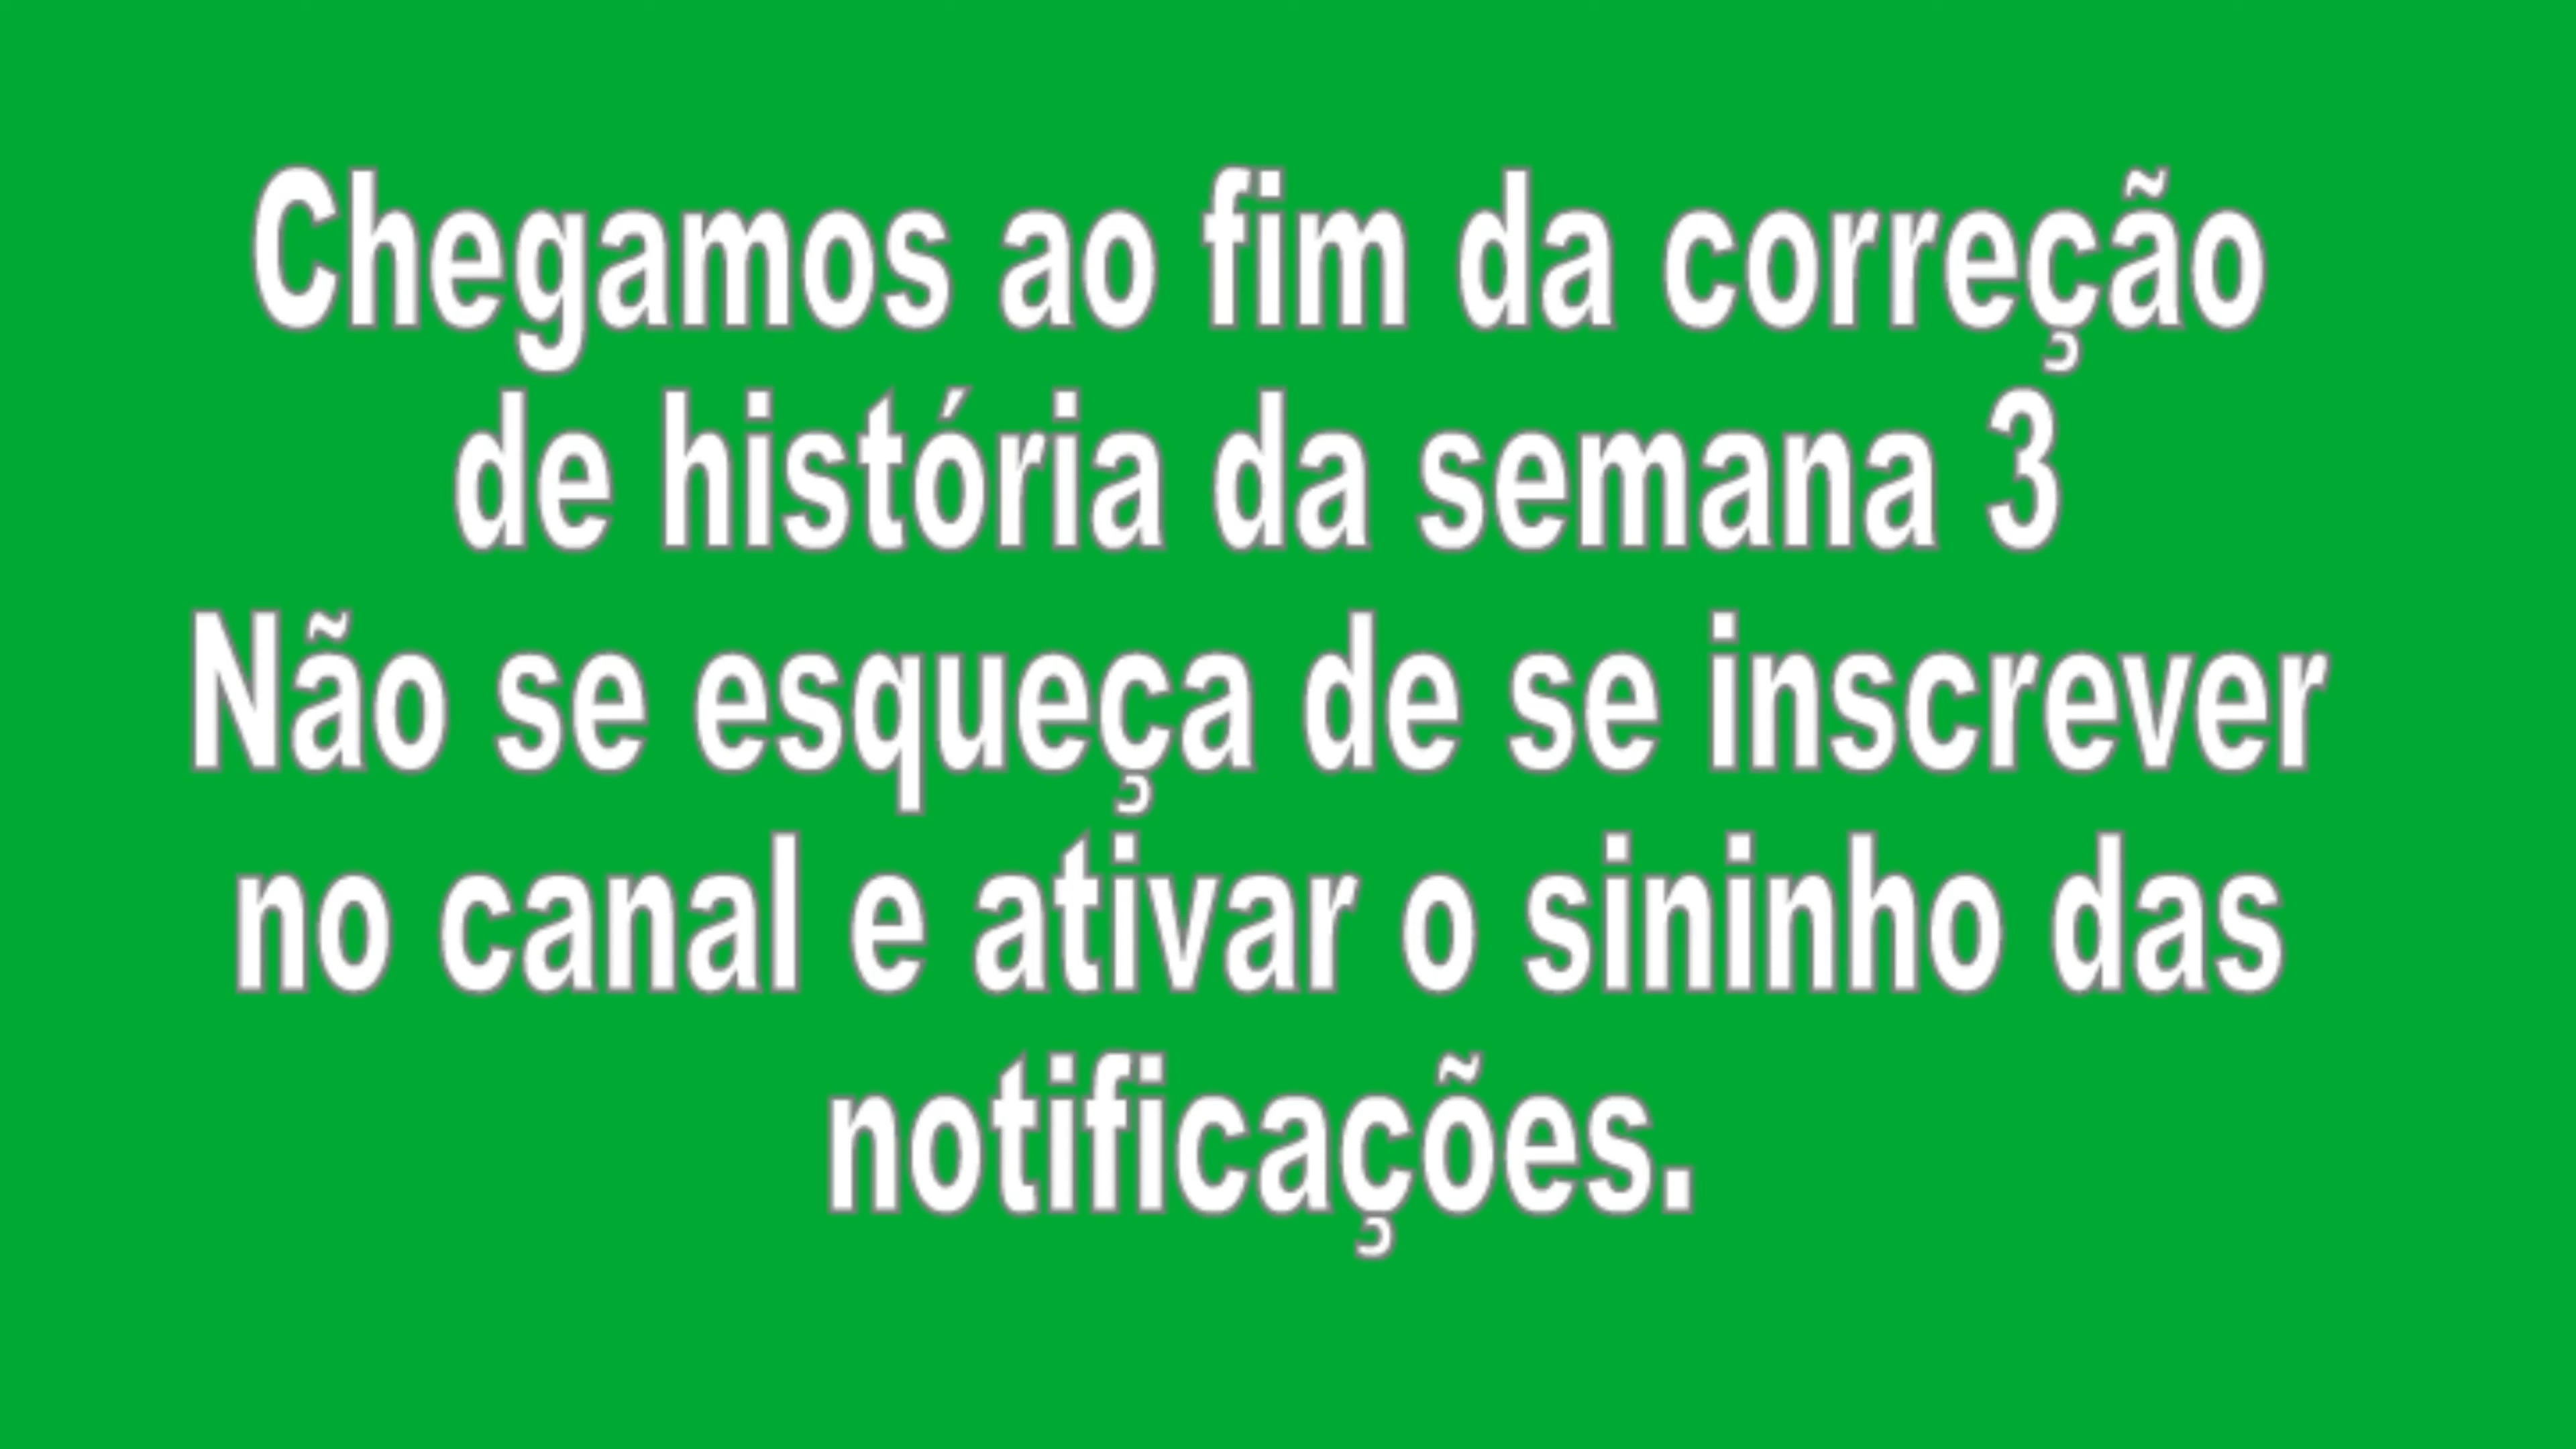 Chegamos ao fim da correção
de história da semana 3
Não se esqueça de se inscrever
no canal e ativar o sininho das
notificações.